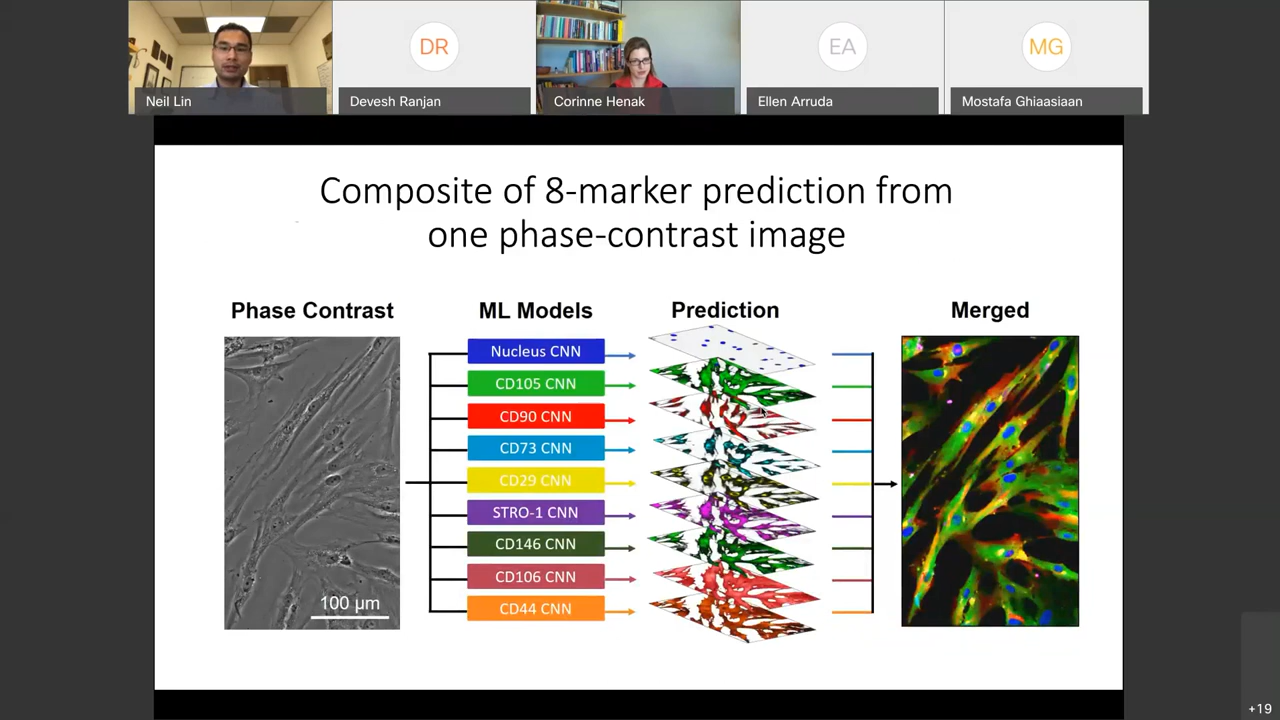 DR
EA
MG
Neil Lin
Devesh Ranjan
Corinne Henak
Ellen Arruda
Mostafa Ghiaasiaan
Composite of 8-marker prediction from
one phase-contrast image
Phase Contrast
ML Models
Prediction
Merged
Nucleus CNN
CD105 CNN
CD90 CNN
CD73 CNN
CD29 CNN
STRO-1 CNN
CD146 CNN
CD106 CNN
CD44 CNN
100 µm
+19